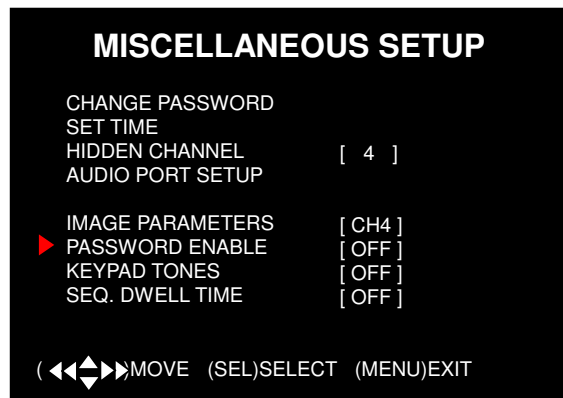 MISCELLANEOUS SETUP
CHANGE PASSWORD
SET TIME
HIDDEN CHANNEL [ 4 ]
AUDIO PORT SETUP
IMAGE PARAMETERS [ CH4 ]
PASSWORD ENABLE [ OFF ]
KEYPAD TONES [ OFF ]
SEQ. DWELL TIME [ OFF ]
( )MOVE (SEL)SELECT (MENU)EXIT